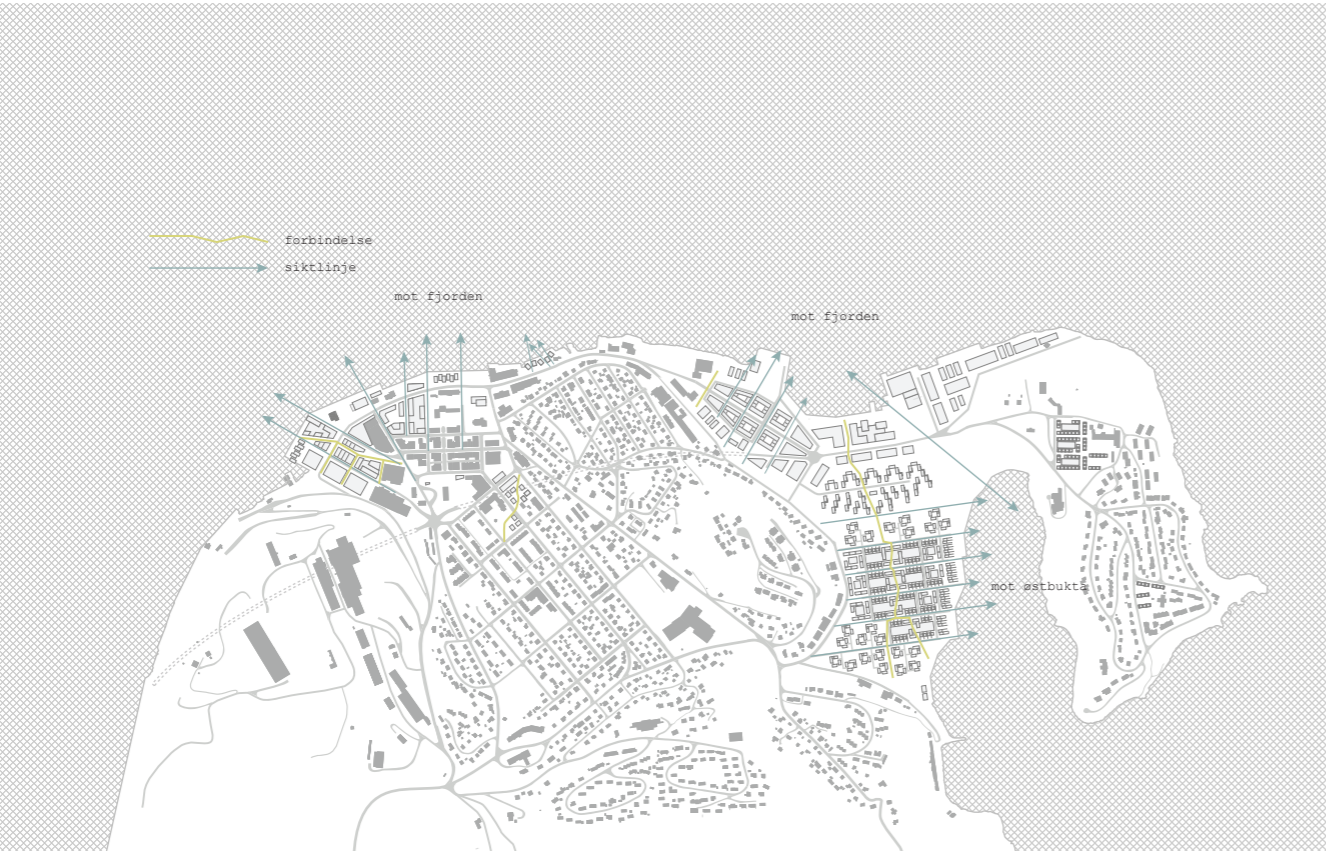 forbindelse
siktlinje
mot fjorden
mot fjorden
mot østbukta